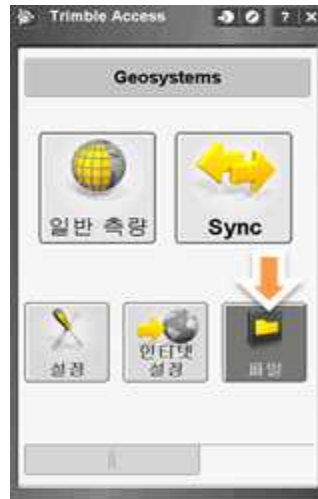 Trimble Access
? X
Geosystems
일반 측량
Sync
설정
인터넷
설정
파일